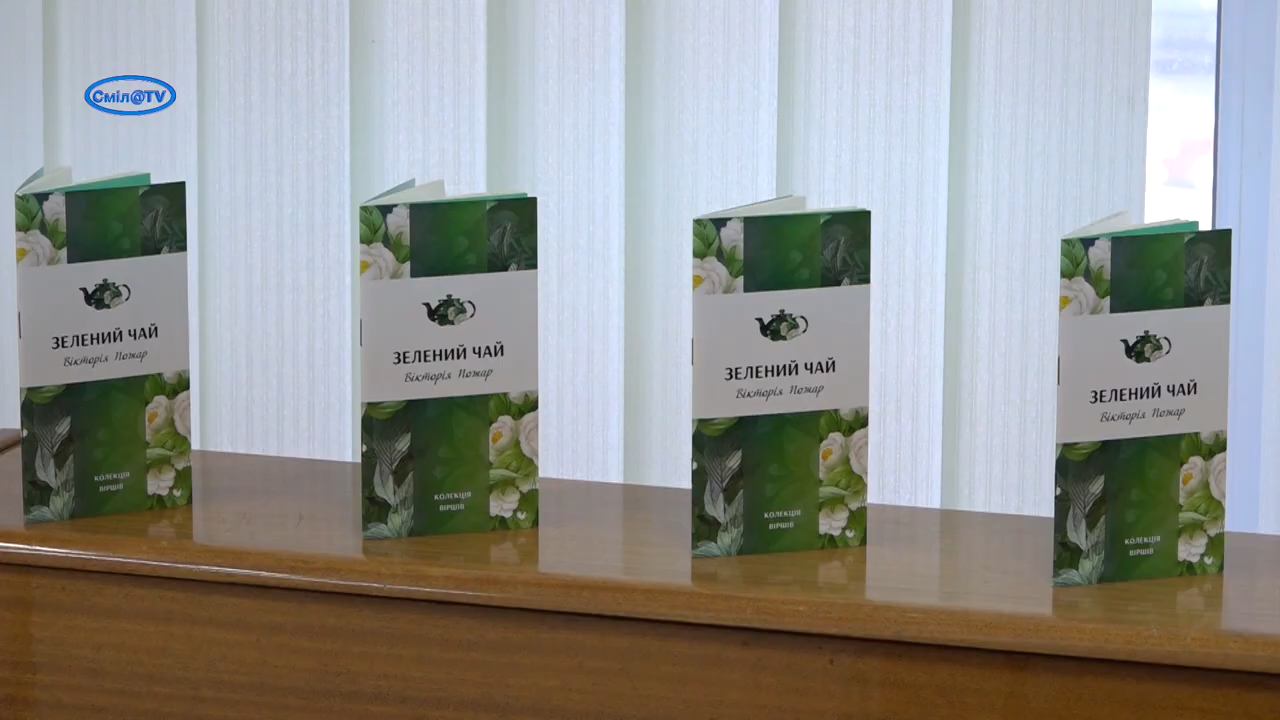 Сміл@TV
ЗЕЛЕНИЙ ЧАЙ
Вікторія Пожар
КОЛЕКЦІЯ
ВІРШІВ
ЗЕЛЕНИЙ ЧАЙ
Вікторія Пожар
КОЛЕКЦІЯ
ВІРШІВ
ЗЕЛЕНИЙ ЧАЙ
Вікторія Пожар
КОЛЕКЦІЯ
ВІРШІВ
ЗЕЛЕНИЙ ЧАЙ
Вікторія Пожар
КОЛЕКЦІЯ
ВІРШІВ